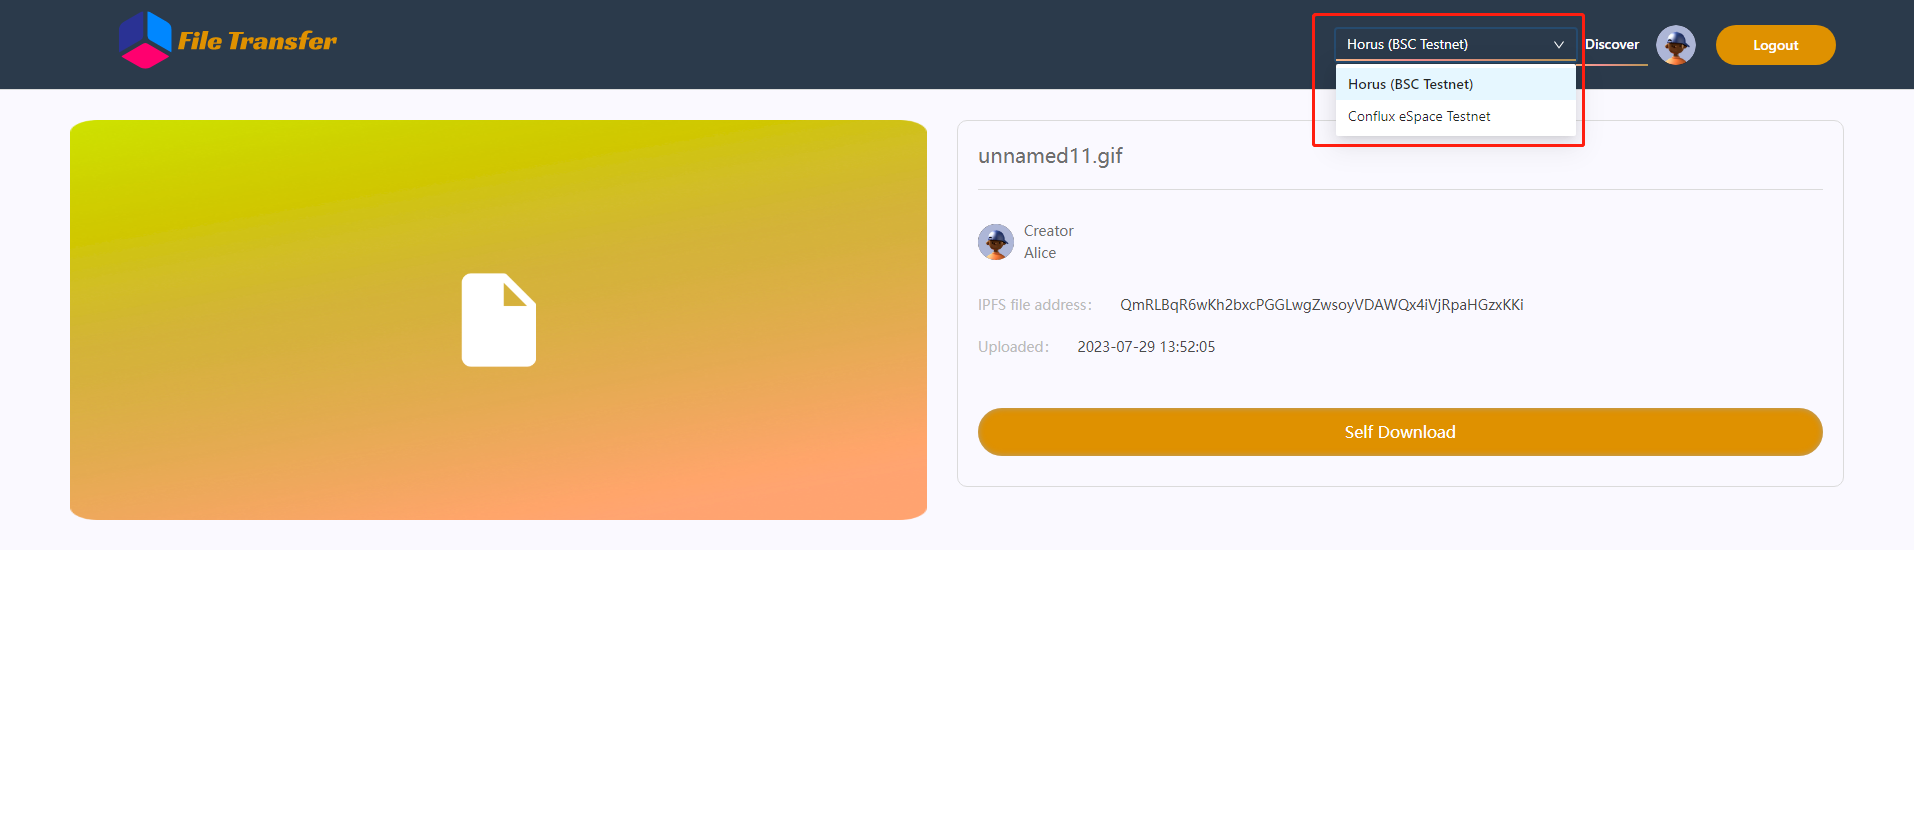 File Transfer
Horus (BSC Testnet)
Discover
Logout
Horus (BSC Testnet)
Conflux eSpace Testnet
unnamed11.gif
Creator
Alice
IPFS file address： QmRLBqR6wKh2bxcPGGLwgZwsoyVDAWQx4iVjRpaHGzxKKi
Uploaded： 2023-07-29 13:52:05
Self Download